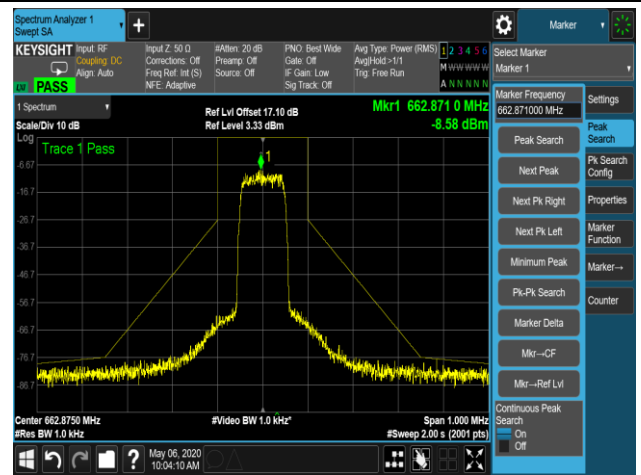 Spectrum Analyzer 1
Swept SA
Marker
KEYSIGHT
Input: RF
Coupling: DC
Align: Auto
Input Z: 50 Ω
Corrections: Off
Freq Ref: Int (S)
NFE: Adaptive
#Atten: 20 dB
Preamp: Off
Source: Off
PNO: Best Wide
Gate: Off
IF Gain: Low
Sig Track: Off
Avg Type: Power (RMS)
Avg|Hold:>1/1
Trig: Free Run
1 2 3 4 5 6
M W W W W W
A N N N N N
LXI
PASS
Select Marker
Marker 1
1 Spectrum
Scale/Div 10 dB
Log
Ref Lvl Offset 17.10 dB
Ref Level 3.33 dBm
Mkr1 662.871 0 MHz
-8.58 dBm
Trace 1 Pass
1
-6.67
-16.7
-26.7
-36.7
-46.7
-56.7
-66.7
-76.7
-86.7
Center 662.8750 MHz
#Res BW 1.0 kHz
#Video BW 1.0 kHz*
Span 1.000 MHz
#Sweep 2.00 s (2001 pts)
Marker Frequency
662.871000 MHz
Peak Search
Next Peak
Next Pk Right
Next Pk Left
Minimum Peak
Pk-Pk Search
Marker Delta
Mkr→CF
Mkr→Ref Lvl
Continuous Peak
Search
On
Off
Settings
Peak
Search
Pk Search
Config
Properties
Marker
Function
Marker→
Counter
?
May 06, 2020
10:04:10 AM